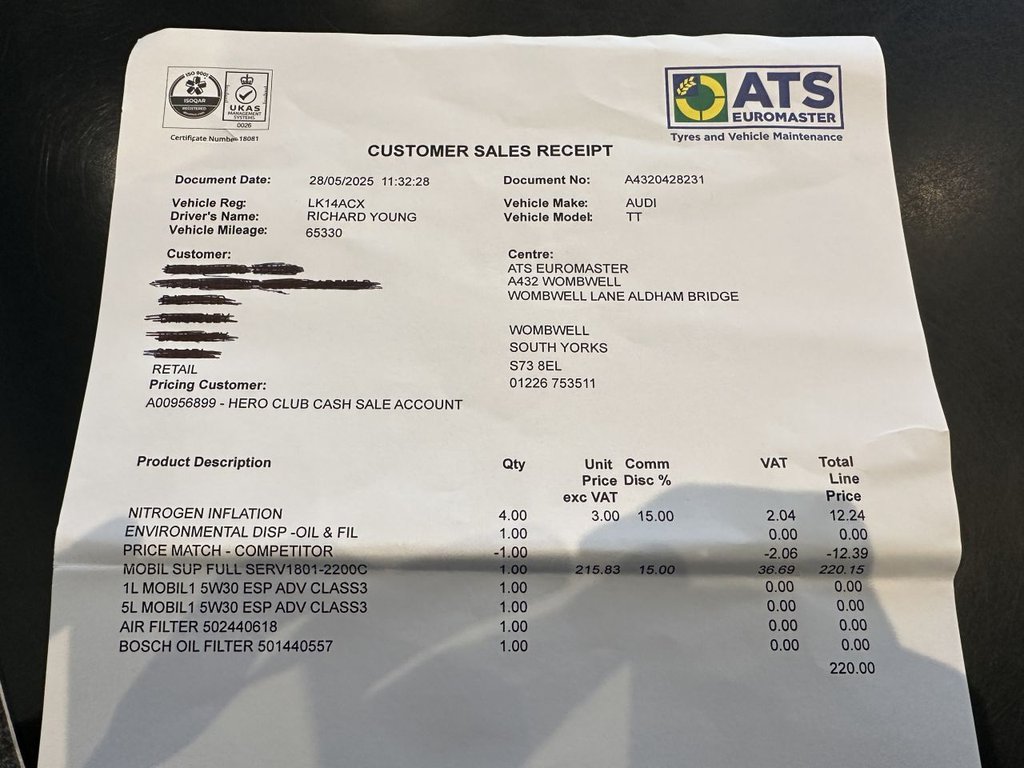 ISO 9001
ISOQAR
REGISTERED
UKAS
MANAGEMENT
SYSTEMS
0026
Certificate Number 18081
ATS
EUROMASTER
Tyres and Vehicle Maintenance
CUSTOMER SALES RECEIPT
Document Date: 28/05/2025 11:32:28 Document No: A4320428231
Vehicle Reg: LK14ACX Vehicle Make: AUDI
Driver's Name: RICHARD YOUNG Vehicle Model: TT
Vehicle Mileage: 65330
Customer: Centre:
ATS EUROMASTER
A432 WOMBWELL
WOMBWELL LANE ALDHAM BRIDGE
WOMBWELL
SOUTH YORKS
RETAIL S73 8EL
Pricing Customer: 01226 753511
A00956899 - HERO CLUB CASH SALE ACCOUNT
Product Description Qty Unit Comm VAT Total
Price Disc % Line
exc VAT Price
NITROGEN INFLATION 4.00 3.00 15.00 2.04 12.24
ENVIRONMENTAL DISP -OIL & FIL 1.00 0.00 0.00
PRICE MATCH - COMPETITOR -1.00 -2.06 -12.39
MOBIL SUP FULL SERV1801-2200C 1.00 215.83 15.00 36.69 220.15
1L MOBIL1 5W30 ESP ADV CLASS3 1.00 0.00 0.00
5L MOBIL1 5W30 ESP ADV CLASS3 1.00 0.00 0.00
AIR FILTER 502440618 1.00 0.00 0.00
BOSCH OIL FILTER 501440557 1.00 0.00 0.00
220.00